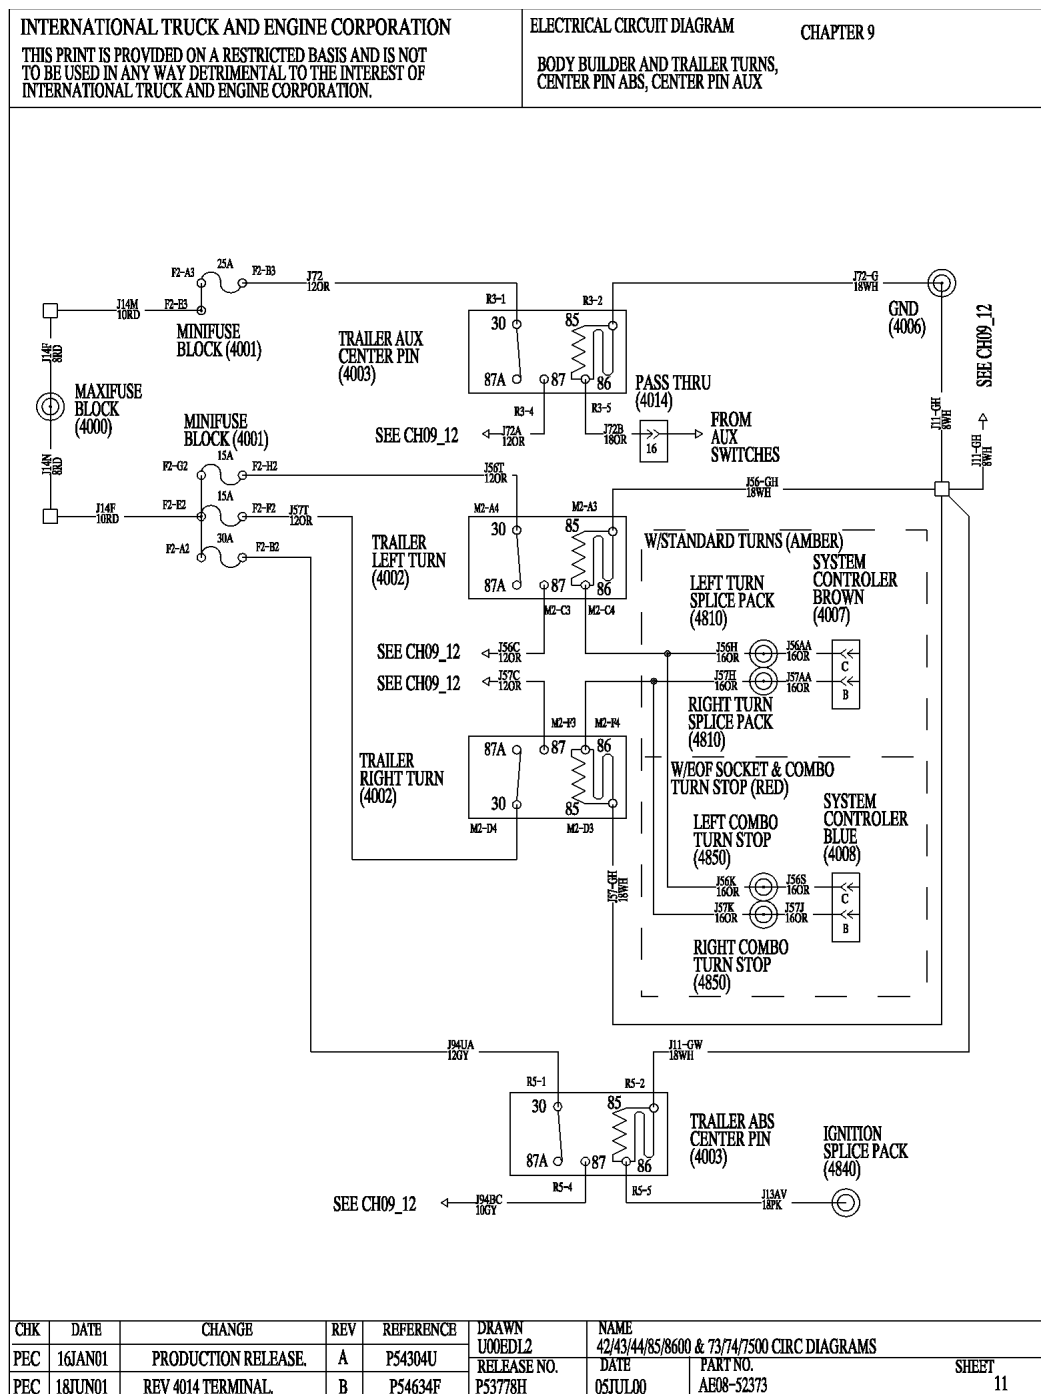 INTERNATIONAL TRUCK AND ENGINE CORPORATION
THIS PRINT IS PROVIDED ON A RESTRICTED BASIS AND IS NOT
TO BE USED IN ANY WAY DETRIMENTAL TO THE INTEREST OF
INTERNATIONAL TRUCK AND ENGINE CORPORATION.
ELECTRICAL CIRCUIT DIAGRAM
CHAPTER 9
BODY BUILDER AND TRAILER TURNS,
CENTER PIN ABS, CENTER PIN AUX
F2-A3
25A
F2-B3
J72
12OR
J72-G
18WH
J14M
10RD
F2-E3
R3-1
R3-2
GND
(4006)
SEE CH09_12
MINIFUSE
BLOCK (4001)
TRAILER AUX
CENTER PIN
(4003)
30
85
87A
87
86
J14F
8RD
MAXIFUSE
BLOCK
(4000)
J14N
8RD
R3-4
R3-5
PASS THRU
(4014)
SEE CH09_12
J72A
12OR
J72B
18OR
16
FROM
AUX
SWITCHES
J11-GH
8WH
J11-GH
8WH
MINIFUSE
BLOCK (4001)
F2-G2
15A
F2-H2
J56T
12OR
J56-GH
18WH
J14F
10RD
F2-E2
15A
F2-F2
J57T
12OR
M2-A4
M2-A3
F2-A2
30A
F2-B2
TRAILER
LEFT TURN
(4002)
30
85
87A
87
86
M2-C3
M2-C4
W/STANDARD TURNS (AMBER)
LEFT TURN
SPLICE PACK
(4810)
SYSTEM
CONTROLER
BROWN
(4007)
SEE CH09_12
J56C
12OR
J56H
16OR
J56AA
16OR
C
SEE CH09_12
J57C
12OR
J57H
16OR
J57AA
16OR
B
RIGHT TURN
SPLICE PACK
(4810)
M2-F3
M2-F4
TRAILER
RIGHT TURN
(4002)
87A
87
86
30
85
M2-D4
M2-D3
W/EOF SOCKET & COMBO
TURN STOP (RED)
LEFT COMBO
TURN STOP
(4850)
SYSTEM
CONTROLER
BLUE
(4008)
J57-GH
18WH
J56K
16OR
J56S
16OR
C
J57K
16OR
J57J
16OR
B
RIGHT COMBO
TURN STOP
(4850)
J94UA
12GY
J11-GW
18WH
R5-1
R5-2
30
85
87A
87
86
TRAILER ABS
CENTER PIN
(4003)
IGNITION
SPLICE PACK
(4840)
R5-4
R5-5
SEE CH09_12
J94BC
10GY
J13AV
18PK
CHK DATE CHANGE REV REFERENCE
PEC 16JAN01 PRODUCTION RELEASE. A P54304U
PEC 18JUN01 REV 4014 TERMINAL. B P54634F
DRAWN
U00EDL2
RELEASE NO.
P53778H
NAME
42/43/44/85/8600 & 73/74/7500 CIRC DIAGRAMS
DATE
05JUL00
PART NO.
AE08-52373
SHEET
11